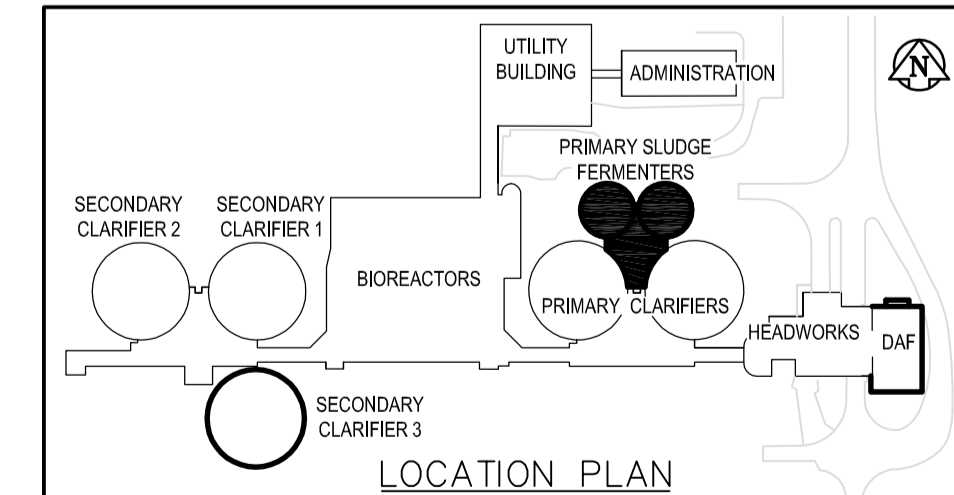 UTILITY
BUILDING
ADMINISTRATION
N
PRIMARY SLUDGE
FERMENTERS
SECONDARY
CLARIFIER 2
SECONDARY
CLARIFIER 1
BIOREACTORS
PRIMARY CLARIFIERS
HEADWORKS
DAF
SECONDARY
CLARIFIER 3
LOCATION PLAN